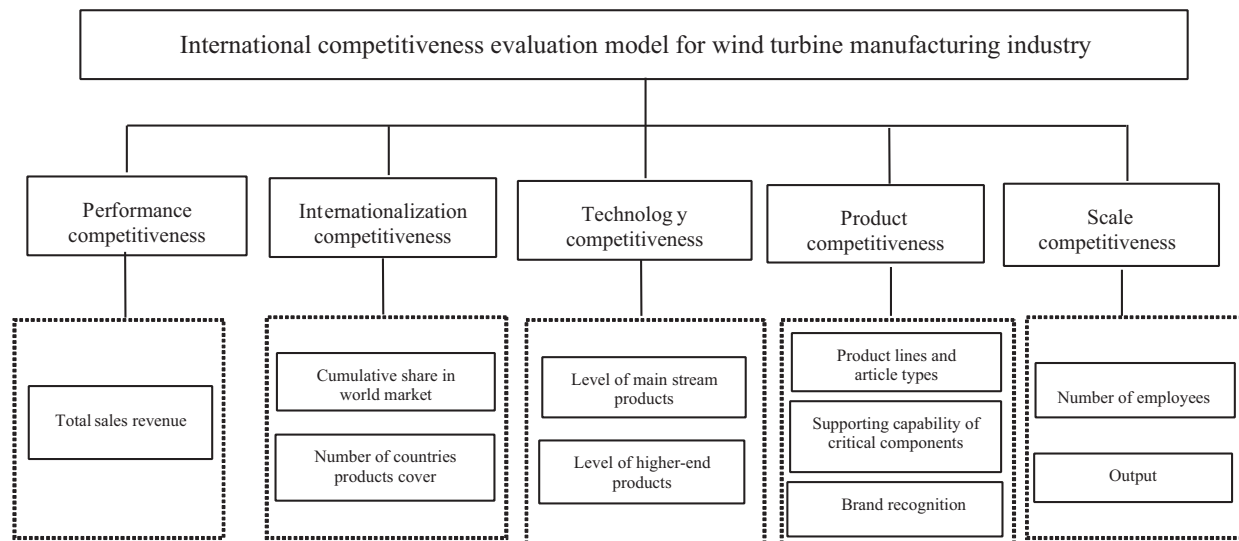 International competitiveness evaluation model for wind turbine manufacturing industry
Performance
competitiveness
Internationalization
competitiveness
Technolog y
competitiveness
Product
competitiveness
Scale
competitiveness
Total sales revenue
Cumulative share in
world market
Number of countries
products cover
Level of main stream
products
Level of higher-end
products
Product lines and
article types
Supporting capability of
critical components
Brand recognition
Number of employees
Output